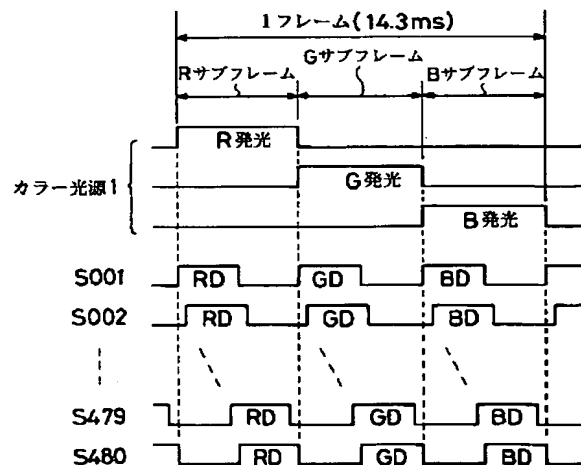 1フレーム(14.3ms)
Gサブフレーム
Rサブフレーム
Bサブフレーム
R発光
カラー光源1
G発光
B発光
S001 RD GD BD
S002 RD GD BD
S479 RD GD BD
S480 RD GD BD